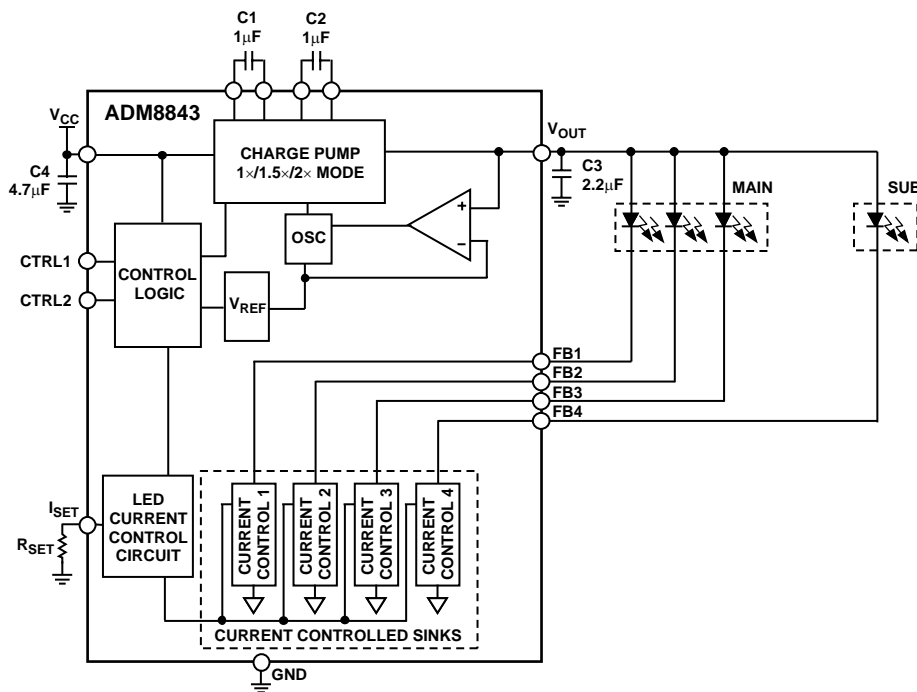 C1
1µF
C2
1µF
ADM8843
VCC
C4
4.7µF
CHARGE PUMP
1×/1.5×/2× MODE
VOUT
C3
2.2µF
MAIN
SUB
OSC
+
–
CTRL1
CTRL2
CONTROL
LOGIC
VREF
FB1
FB2
FB3
FB4
ISET
RSET
LED
CURRENT
CONTROL
CIRCUIT
CURRENT
CONTROL 1
CURRENT
CONTROL 2
CURRENT
CONTROL 3
CURRENT
CONTROL 4
CURRENT CONTROLLED SINKS
GND